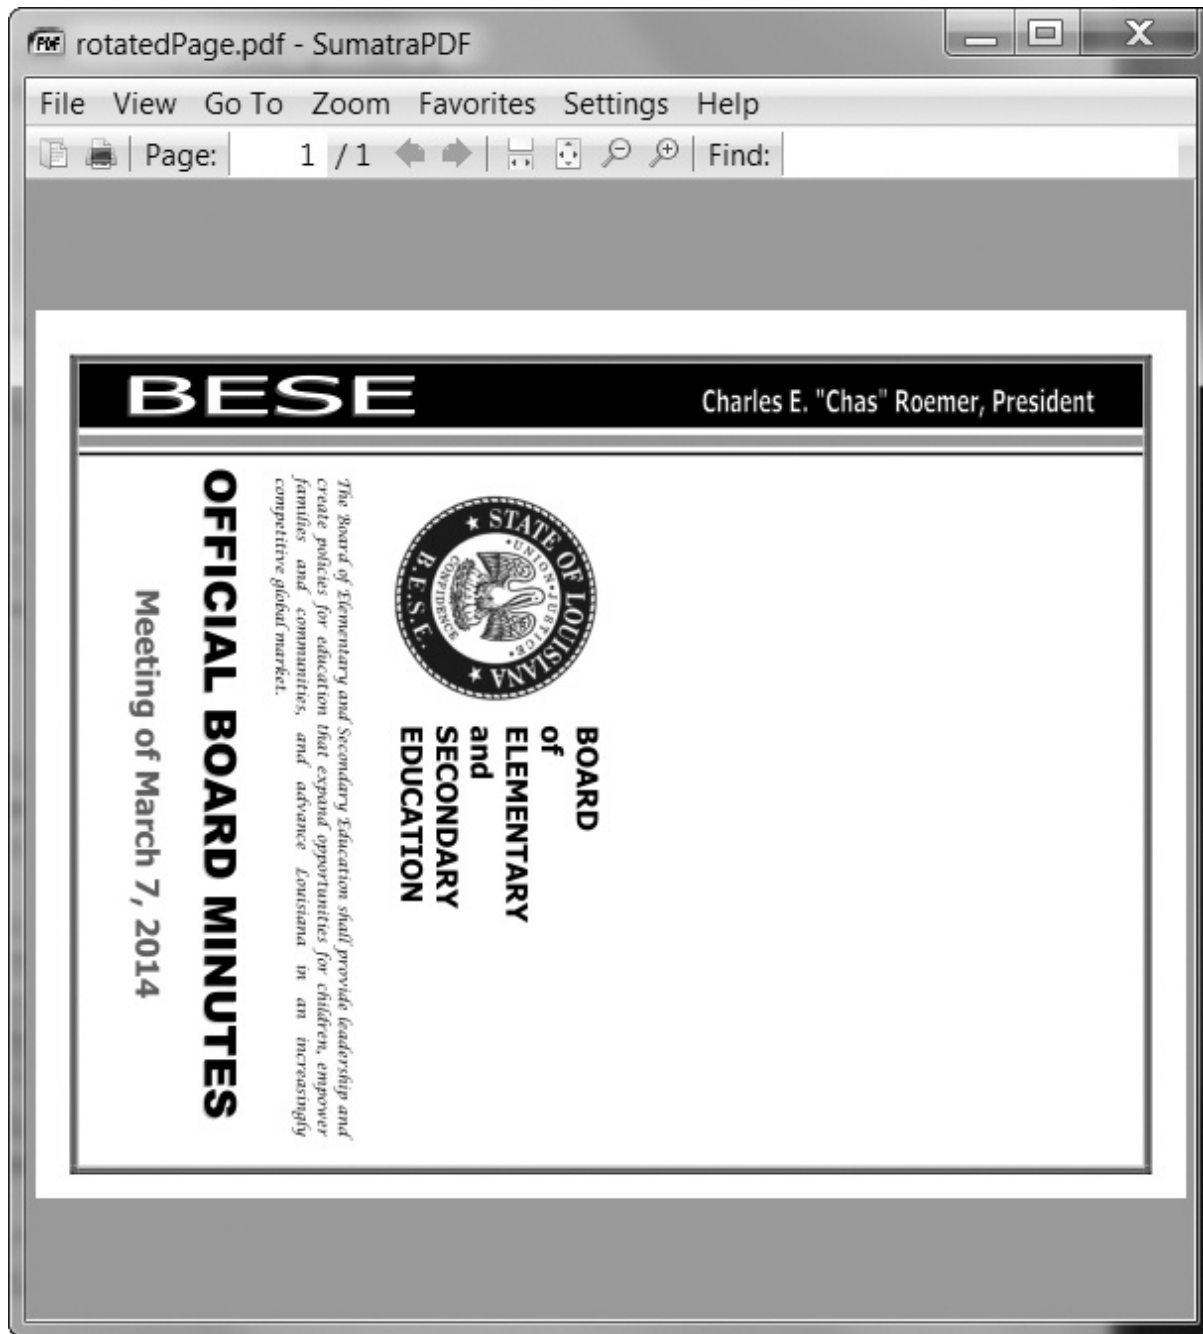 rotatedPage.pdf - SumatraPDF
File View Go To Zoom Favorites Settings Help
Page: 1 / 1 Find:
BESE
Charles E. "Chas" Roemer, President
STATE OF LOUISIANA
B.E.S.E.
UNION·JUSTICE
CONFIDENCE
BOARD
of
ELEMENTARY
and
SECONDARY
EDUCATION
The Board of Elementary and Secondary Education shall provide leadership and
create policies for education that expand opportunities for children, empower
families and communities, and advance Louisiana in an increasingly
competitive global market.
OFFICIAL BOARD MINUTES
Meeting of March 7, 2014